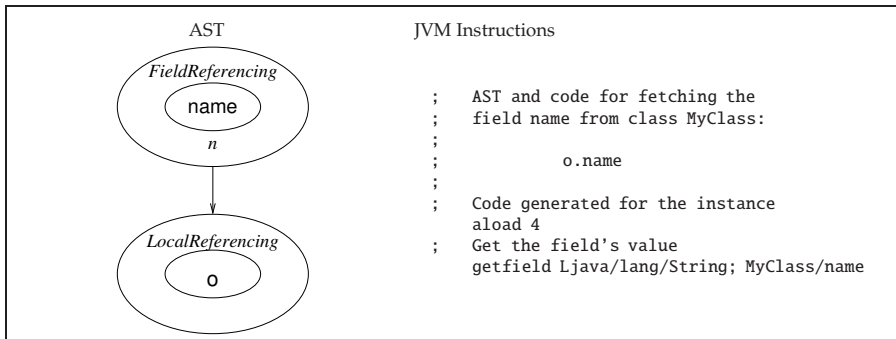 AST
JVM Instructions
FieldReferencing
name
n
LocalReferencing
o
; AST and code for fetching the
; field name from class MyClass:
;
; o.name
;
; Code generated for the instance
aload 4
; Get the field's value
getfield Ljava/lang/String; MyClass/name